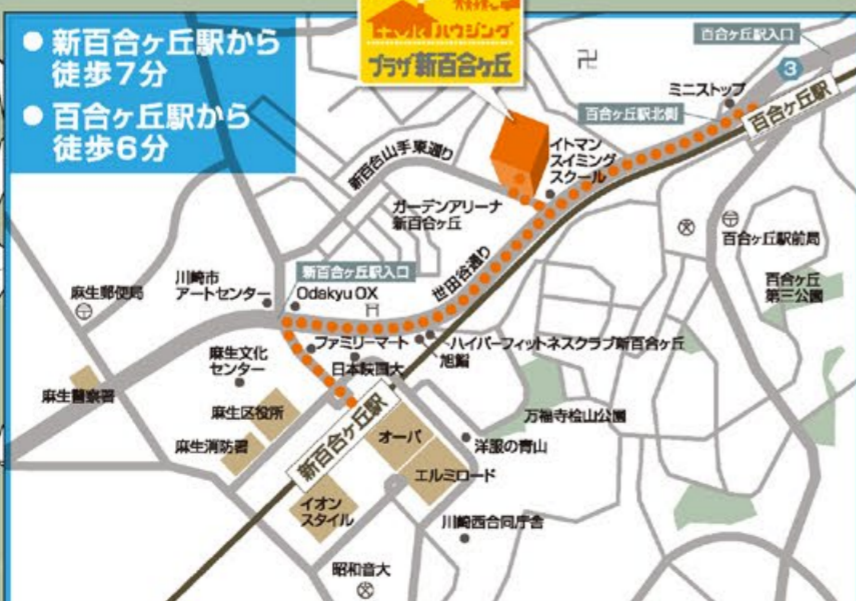 ● 新百合ヶ丘駅から
徒歩7分
● 百合ヶ丘駅から
徒歩6分
ハウジング
プラザ新百合ヶ丘
百合ヶ丘駅入口
3
ミニストップ
百合ヶ丘駅北側
百合ヶ丘駅
イトマン
スイミング
スクール
新百合山手東通り
ガーデンアリーナ
新百合ヶ丘
百合ヶ丘駅前局
世田谷通り
百合ヶ丘
第三公園
新百合ヶ丘駅入口
川崎市
アートセンター
Odakyu OX
麻生郵便局
ファミリーマート
ハイパーフィットネスクラブ新百合ヶ丘
旭鮨
麻生文化
センター
日本映画大
麻生警察署
麻生区役所
万福寺桧山公園
新百合ヶ丘駅
オーパ
麻生消防署
洋服の青山
エルミロード
イオン
スタイル
川崎西合同庁舎
昭和音大